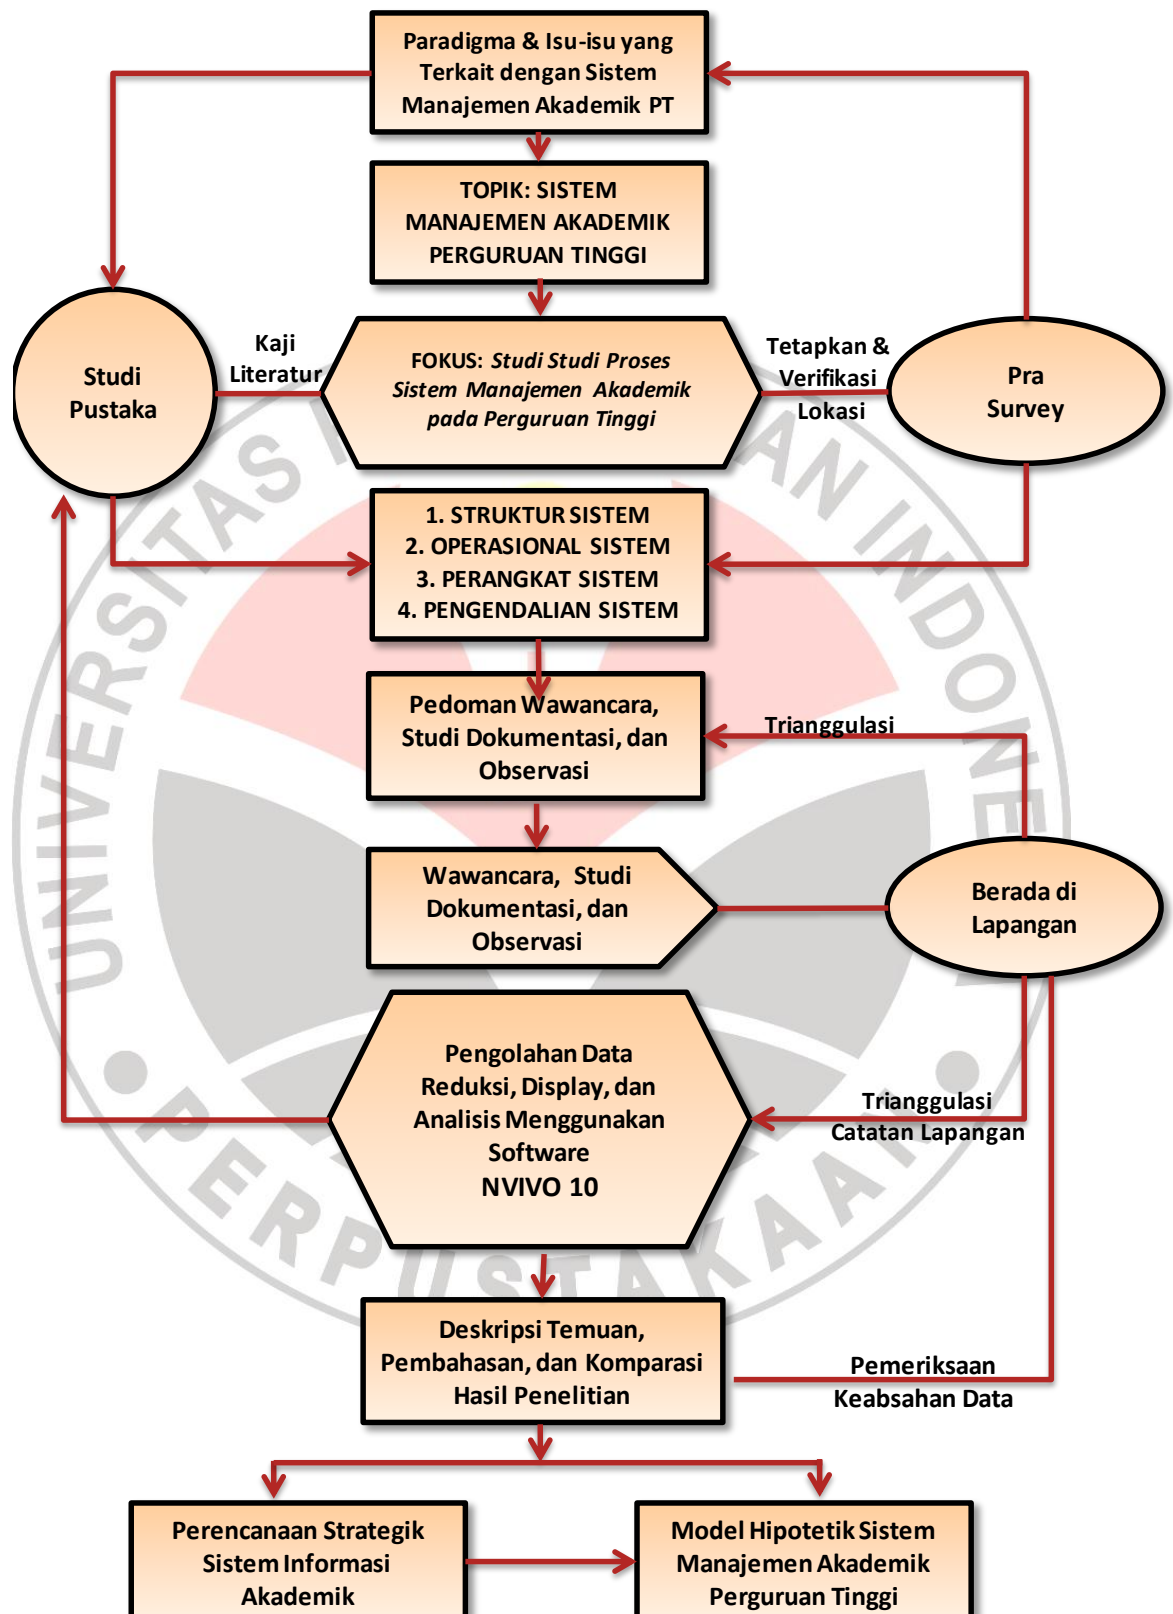 Paradigma & Isu-isu yang
Terkait dengan Sistem
Manajemen Akademik PT
TOPIK: SISTEM
MANAJEMEN AKADEMIK
PERGURUAN TINGGI
Studi
Pustaka
Kaji
Literatur
FOKUS: Studi Studi Proses
Sistem Manajemen Akademik
pada Perguruan Tinggi
Tetapkan &
Verifikasi
Lokasi
Pra
Survey
1. STRUKTUR SISTEM
2. OPERASIONAL SISTEM
3. PERANGKAT SISTEM
4. PENGENDALIAN SISTEM
Pedoman Wawancara,
Studi Dokumentasi, dan
Observasi
Trianggulasi
Wawancara, Studi
Dokumentasi, dan
Observasi
Berada di
Lapangan
Pengolahan Data
Reduksi, Display, dan
Analisis Menggunakan
Software
NVIVO 10
Trianggulasi
Catatan Lapangan
Deskripsi Temuan,
Pembahasan, dan Komparasi
Hasil Penelitian
Pemeriksaan
Keabsahan Data
Perencanaan Strategik
Sistem Informasi
Akademik
Model Hipotetik Sistem
Manajemen Akademik
Perguruan Tinggi
UNIVERSITAS
PERPUSTAKAAN